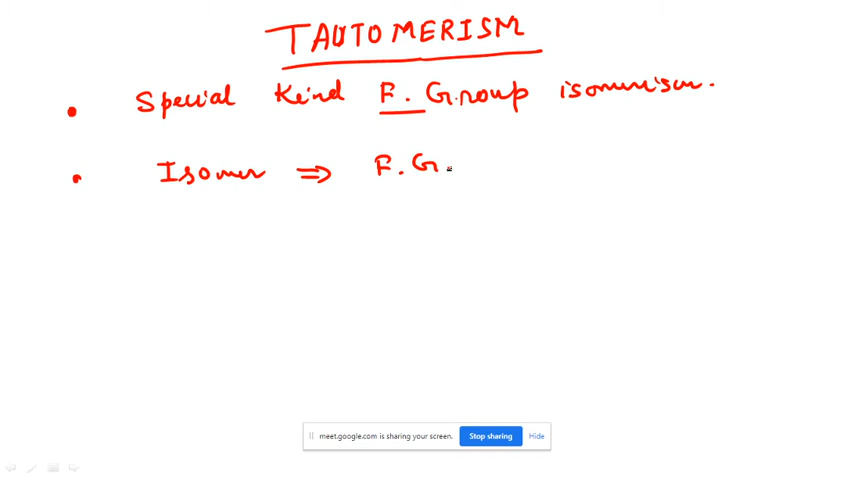 TAUTOMERISM
• Special Kind F. Group isomerism.
• Isomer ⇒ F.G.
meet.google.com is sharing your screen. Stop sharing Hide